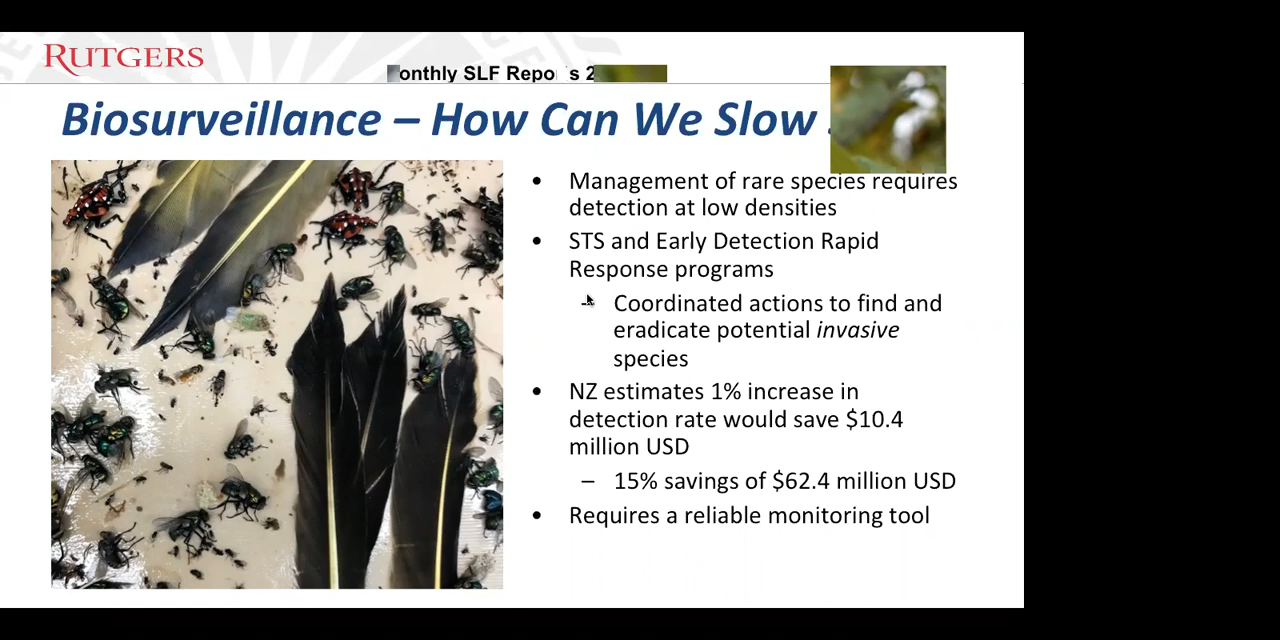 RUTGERS
onthly SLF Repo s 2
Biosurveillance – How Can We Slow
• Management of rare species requires
detection at low densities
• STS and Early Detection Rapid
Response programs
– Coordinated actions to find and
eradicate potential invasive
species
• NZ estimates 1% increase in
detection rate would save $10.4
million USD
– 15% savings of $62.4 million USD
• Requires a reliable monitoring tool